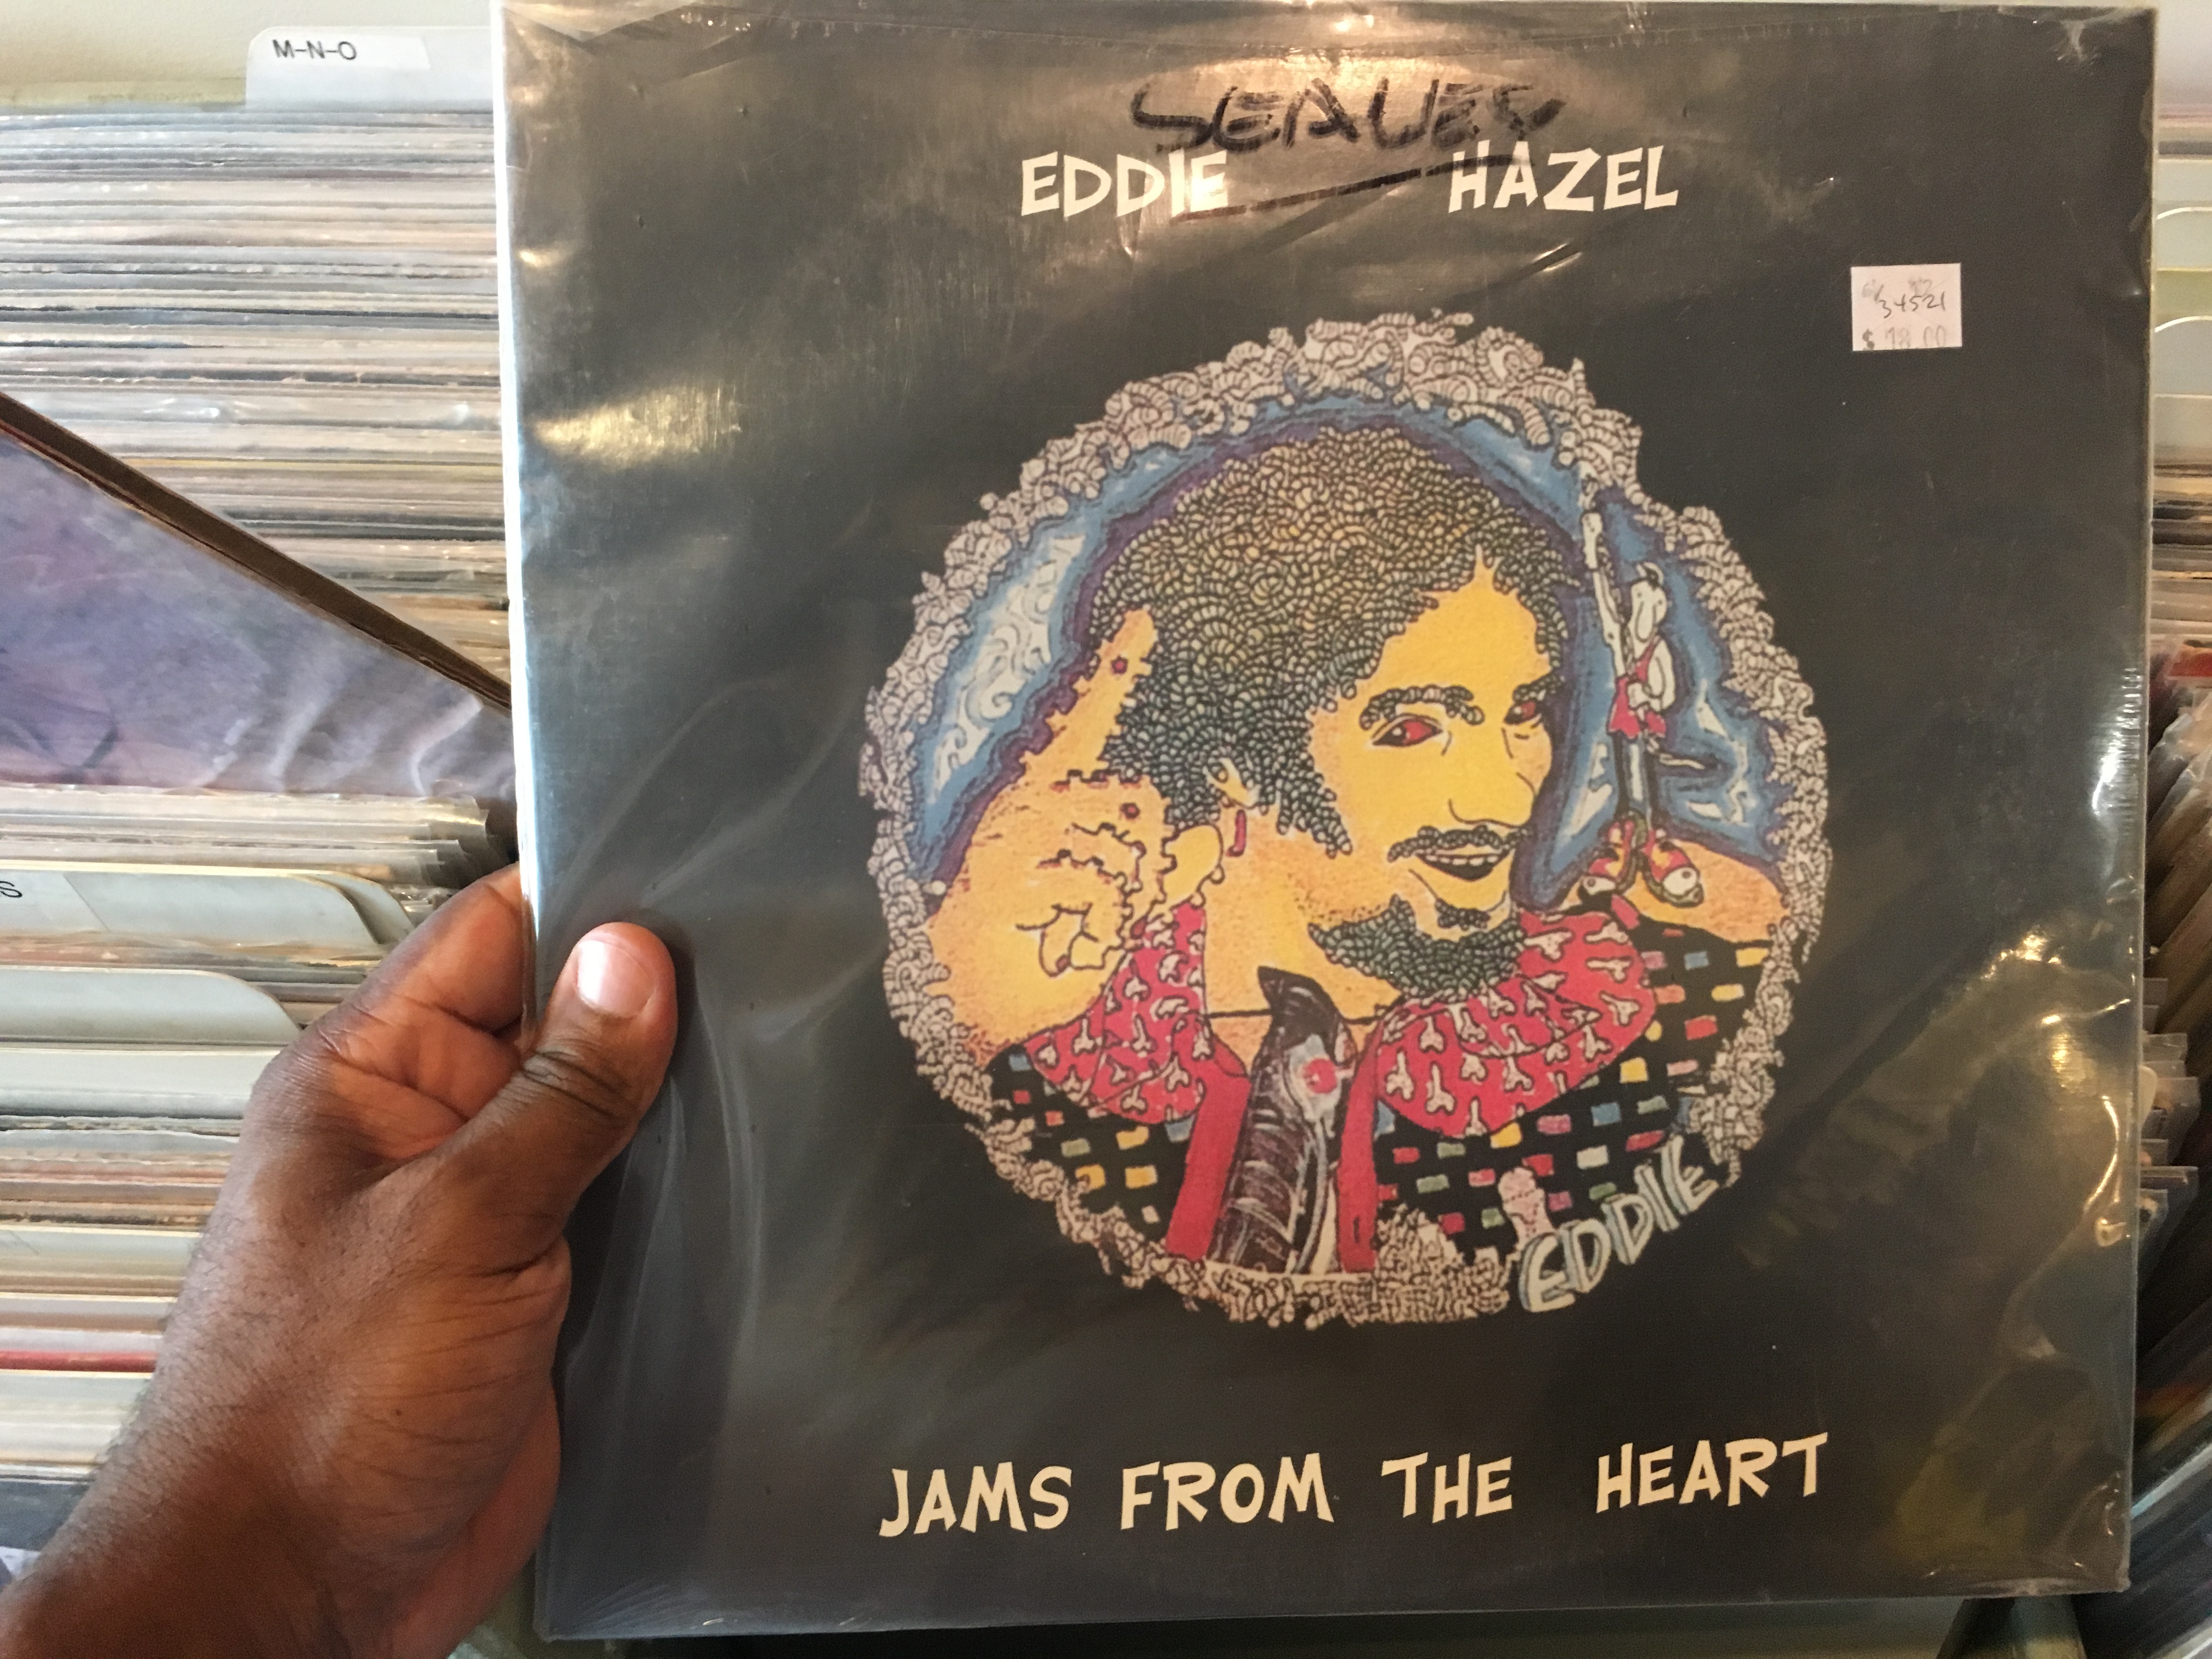 M-N-O
SEALED
EDDIE HAZEL
34521
S
EDDIE
JAMS FROM THE HEART